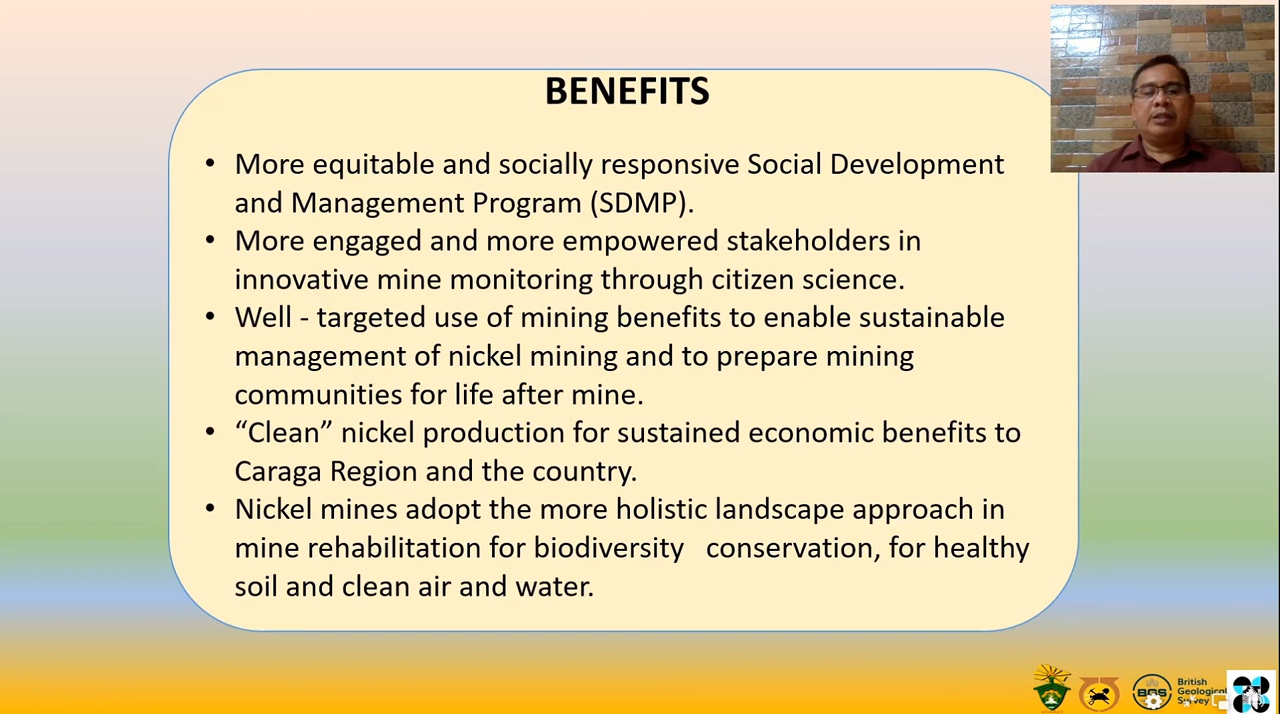 BENEFITS
• More equitable and socially responsive Social Development
and Management Program (SDMP).
• More engaged and more empowered stakeholders in
innovative mine monitoring through citizen science.
• Well - targeted use of mining benefits to enable sustainable
management of nickel mining and to prepare mining
communities for life after mine.
• “Clean” nickel production for sustained economic benefits to
Caraga Region and the country.
• Nickel mines adopt the more holistic landscape approach in
mine rehabilitation for biodiversity   conservation, for healthy
soil and clean air and water.
BGS
British
Geological
Survey